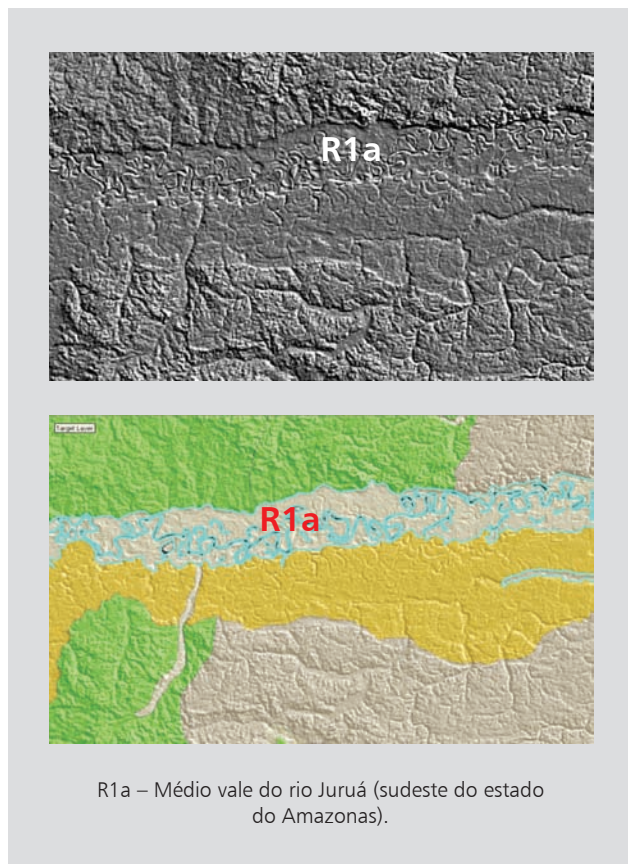 R1a
Target Layer
R1a
R1a – Médio vale do rio Juruá (sudeste do estado
do Amazonas).